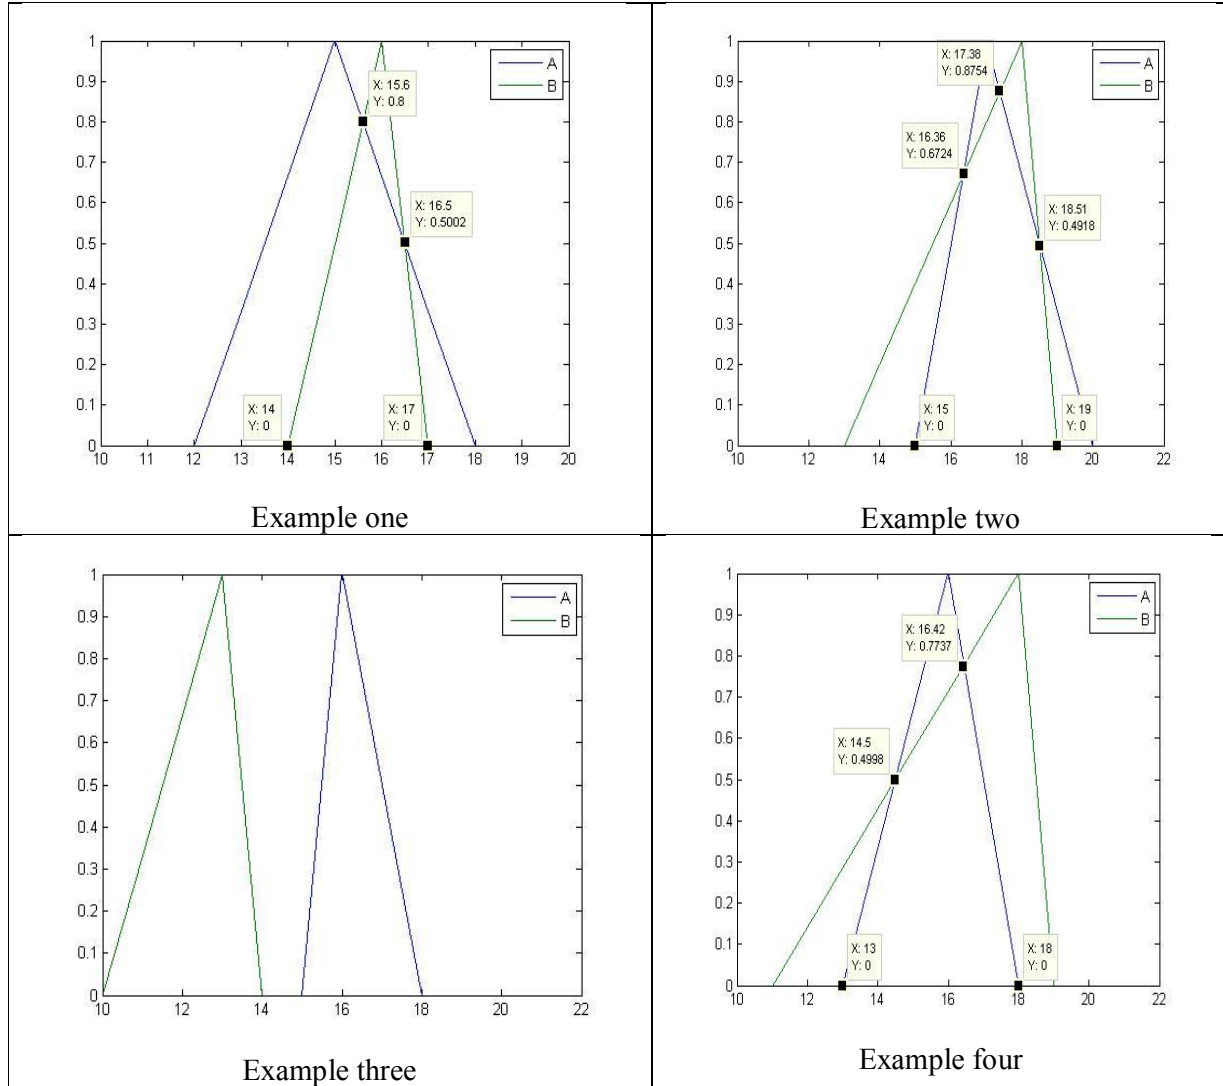 1
0.9
0.8
0.7
0.6
0.5
0.4
0.3
0.2
0.1
0
10 11 12 13 14 15 16 17 18 19 20
A
B
X: 15.6
Y: 0.8
X: 16.5
Y: 0.5002
X: 14
Y: 0
X: 17
Y: 0
Example one
1
0.9
0.8
0.7
0.6
0.5
0.4
0.3
0.2
0.1
0
10 12 14 16 18 20 22
A
B
X: 17.38
Y: 0.8754
X: 16.36
Y: 0.6724
X: 18.51
Y: 0.4918
X: 15
Y: 0
X: 19
Y: 0
Example two
1
0.9
0.8
0.7
0.6
0.5
0.4
0.3
0.2
0.1
0
10 12 14 16 18 20 22
A
B
Example three
1
0.9
0.8
0.7
0.6
0.5
0.4
0.3
0.2
0.1
0
10 12 14 16 18 20 22
A
B
X: 16.42
Y: 0.7737
X: 14.5
Y: 0.4998
X: 13
Y: 0
X: 18
Y: 0
Example four